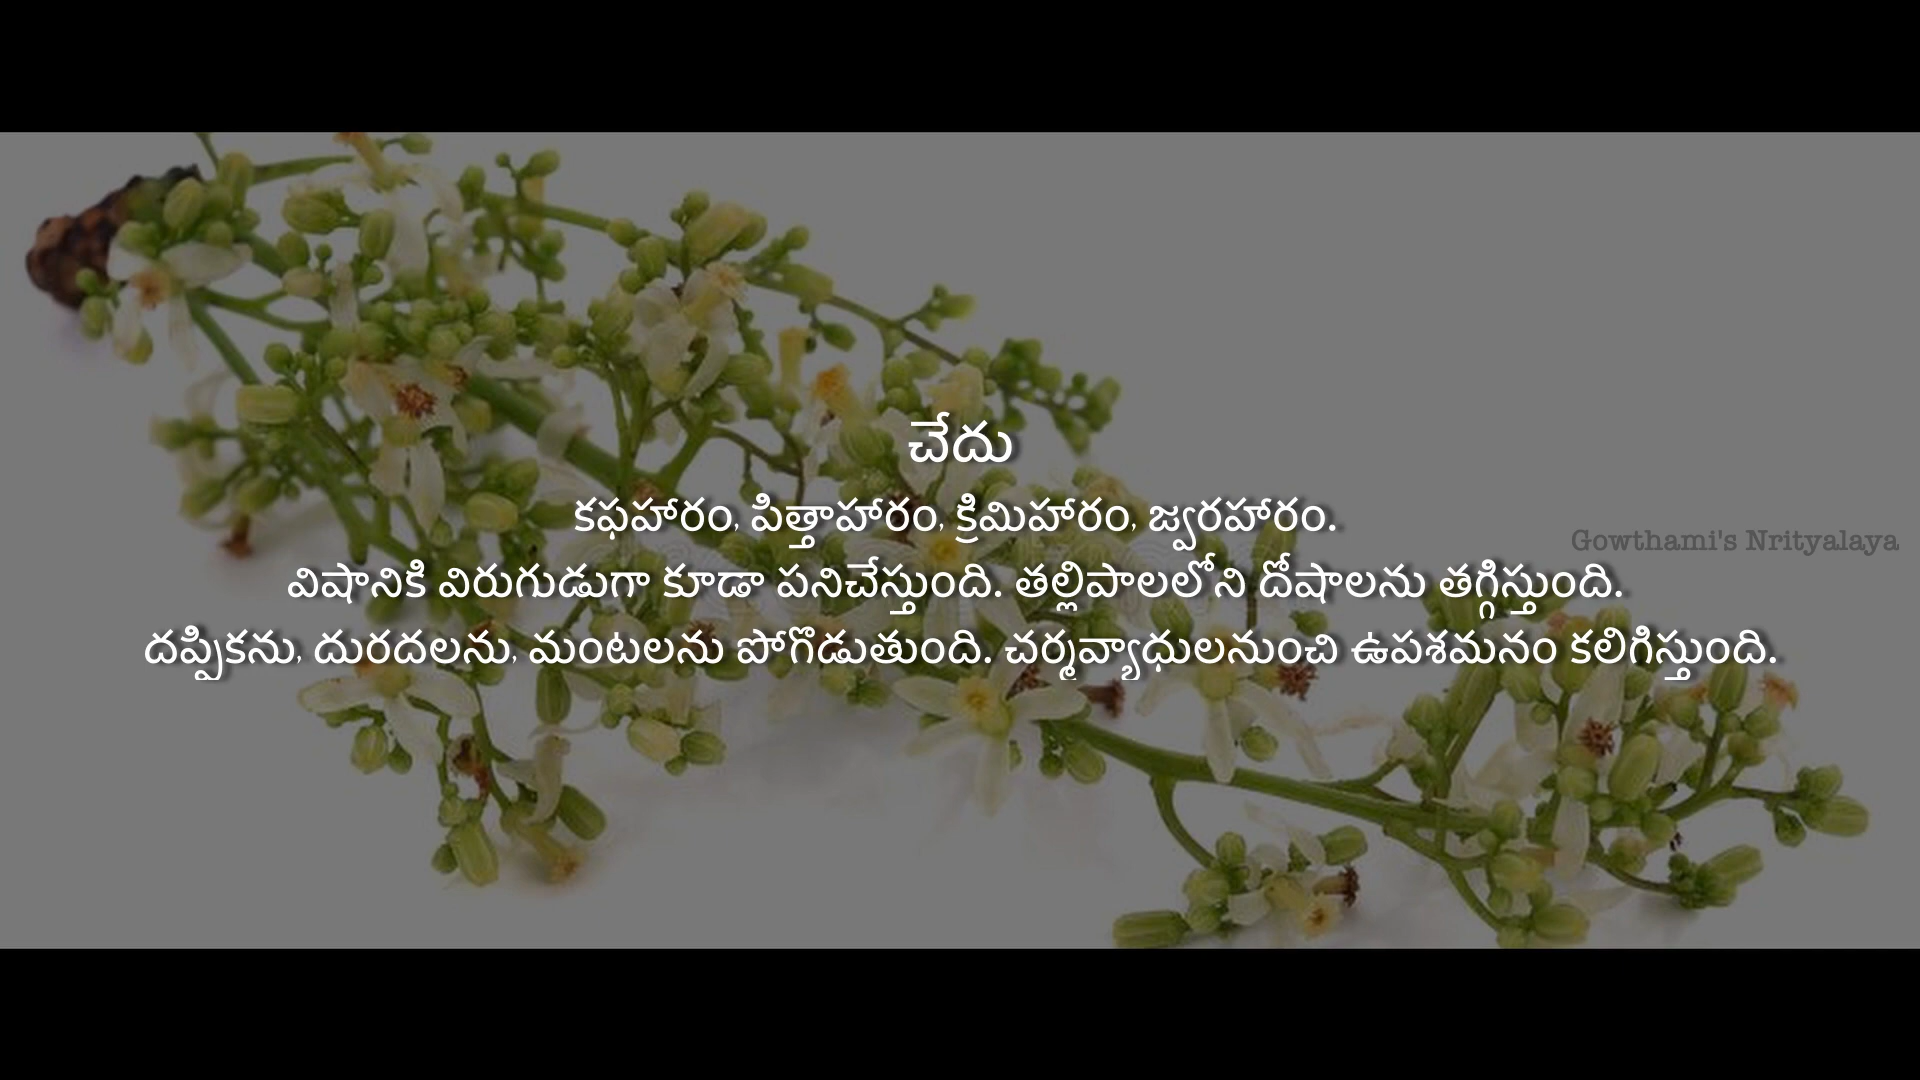 చేదు
కఫహారం, పిత్తాహారం, క్రిమిహారం, జ్వరహారం.
Gowthami's Nrityalaya
విషానికి విరుగుడుగా కూడా పనిచేస్తుంది. తల్లిపాలలోని దోషాలను తగ్గిస్తుంది.
దప్పికను, దురదలను, మంటలను పోగొడుతుంది. చర్మవ్యాధులనుంచి ఉపశమనం కలిగిస్తుంది.